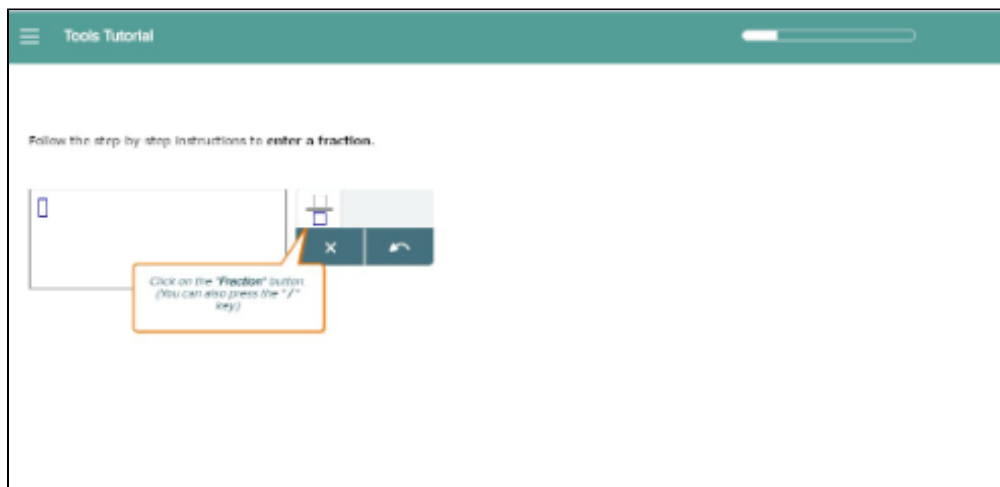 Tools Tutorial
Follow the step by step instructions to enter a fraction.
Click on the "Fraction" button.
(You can also press the "/"
key)